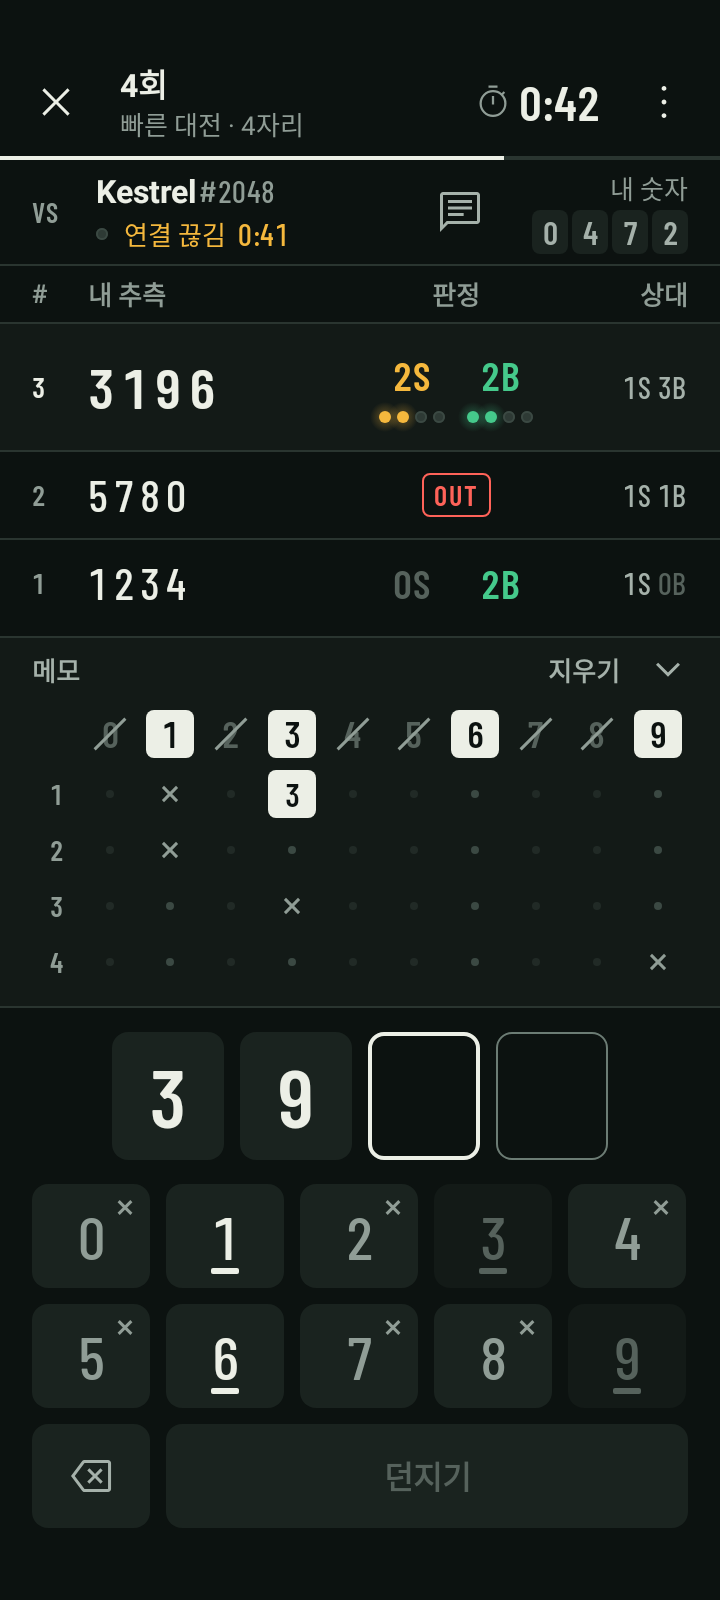 4회
빠른 대전 · 4자리
0:42
VS
Kestrel #2048
연결 끊김 0:41
내 숫자
0 4 7 2
# 내 추측 판정 상대
3 3196 2S 2B 1S 3B
2 5780 OUT 1S 1B
1 1234 0S 2B 1S 0B
메모 지우기
0 1 2 3 4 5 6 7 8 9
1 × 3
2 ×
3 ×
4 ×
3 9
0 × 1 2 × 3 4 ×
5 × 6 7 × 8 × 9
던지기